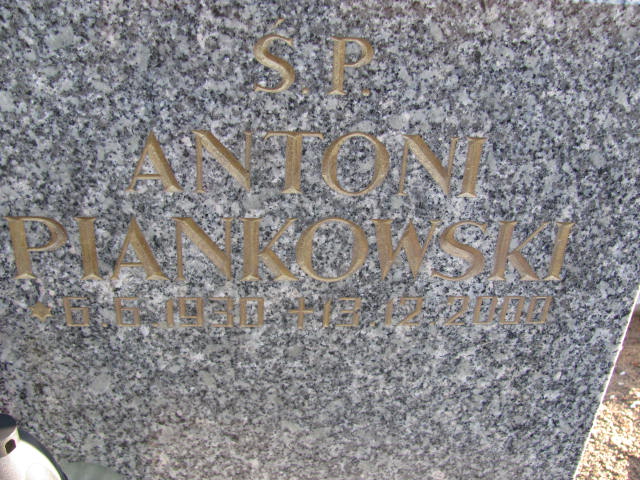 Ś.P.
ANTONI
PIANKOWSKI
* 6.6.1930 + 13.12.2000